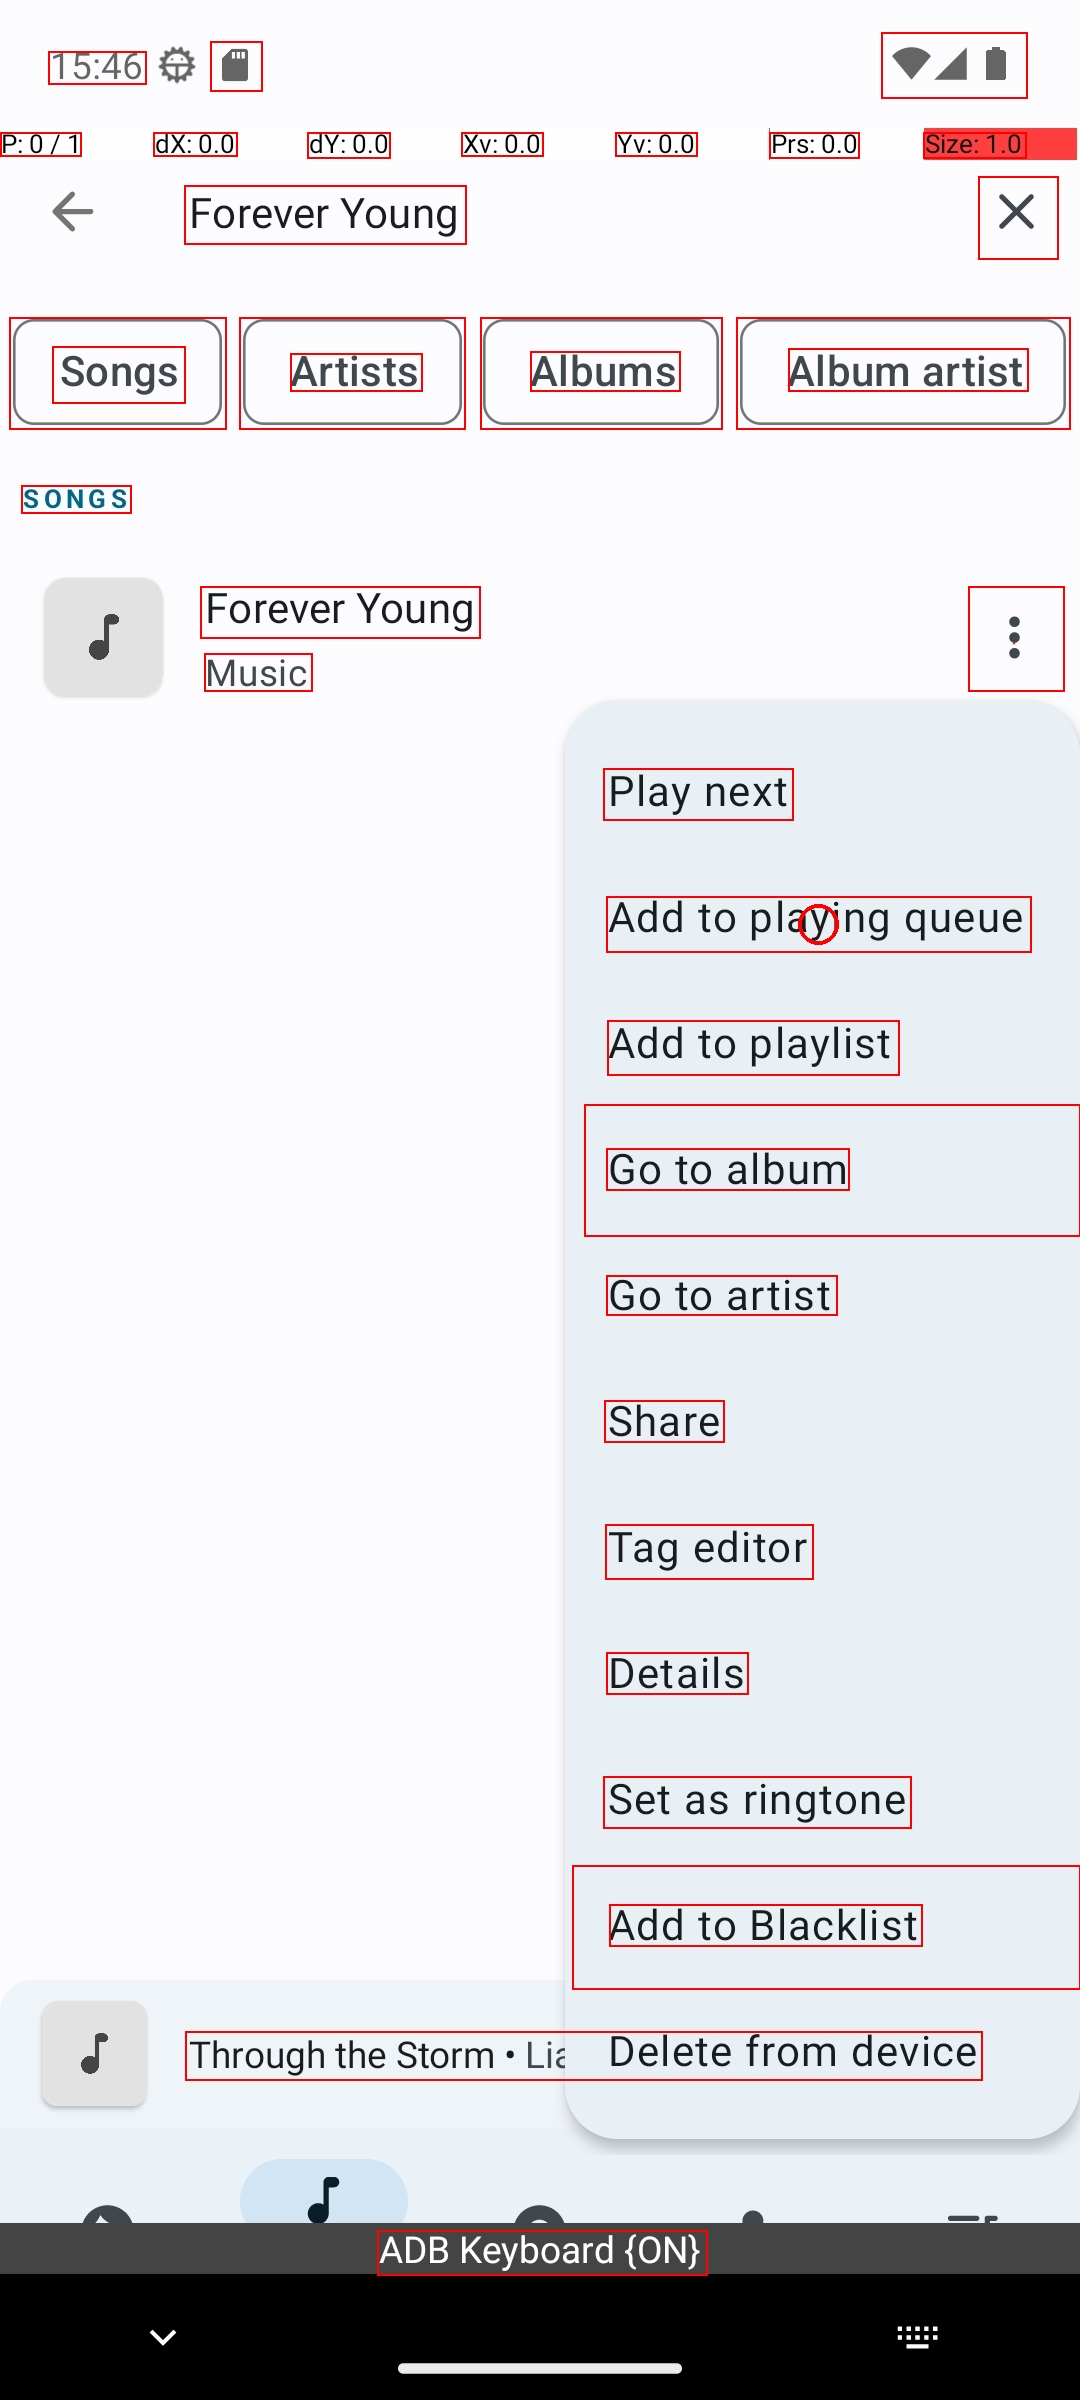 15:46
P: 0 / 1 dX: 0.0 dY: 0.0 Xv: 0.0 Yv: 0.0 Prs: 0.0 Size: 1.0
Forever Young
Songs Artists Albums Album artist
SONGS
Forever Young
Music
Play next
Add to playing queue
Add to playlist
Go to album
Go to artist
Share
Tag editor
Details
Set as ringtone
Add to Blacklist
Through the Storm •
Delete from device
ADB Keyboard {ON}